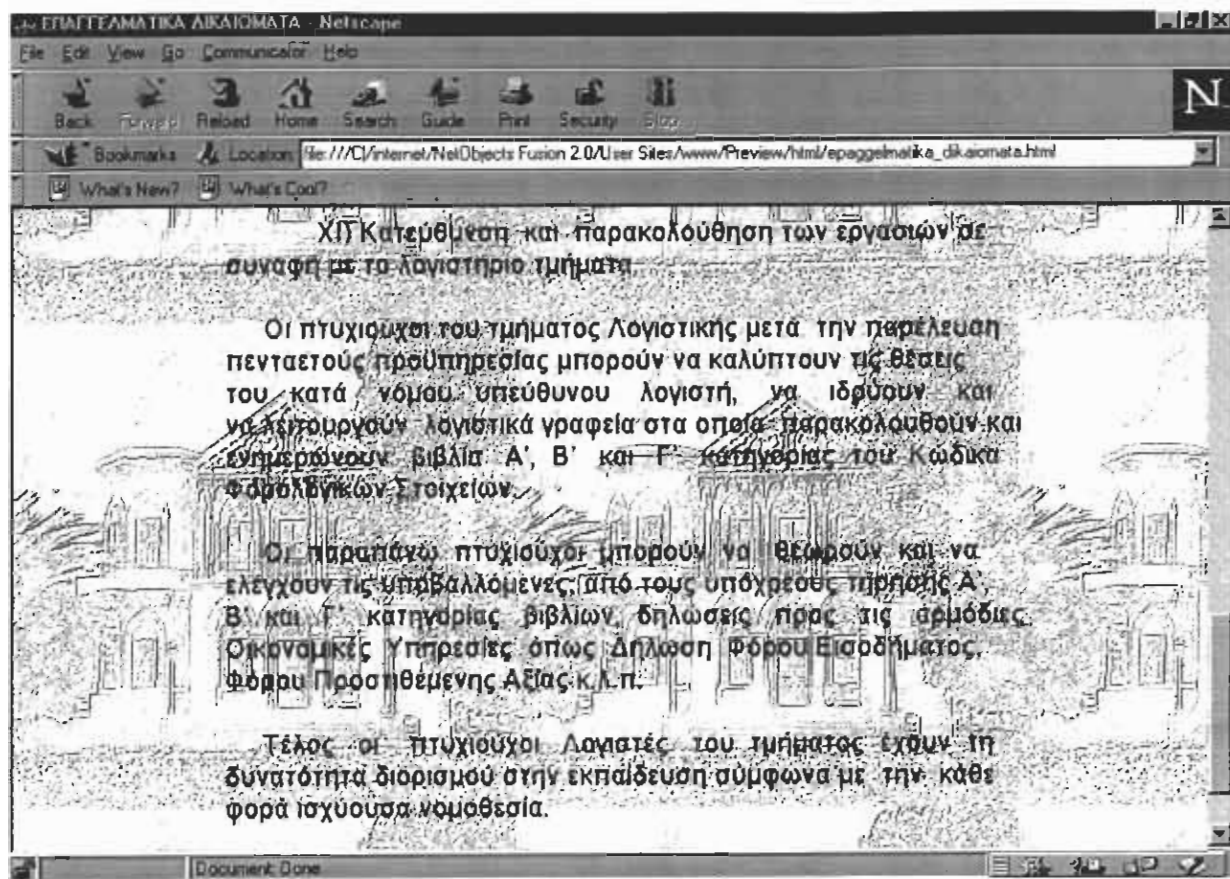 ΕΠΑΓΓΕΛΜΑΤΙΚΑ ΔΙΚΑΙΟΜΑΤΑ - Netscape
File Edit View Go Communicator Help
Back Forward Reload Home Search Guide Print Security Stop
Bookmarks Location: file:///C|/internet/NetObjects Fusion 2.0/User Sites/www/Preview/html/epaggelmatika_dikaiomata.html
What's New? What's Cool?
ΧΙΙ Κατεύθυνση και παρακολούθηση των εργασιών σε
συναφή με το λογιστήριο τμήματα.
Οι πτυχιούχοι του τμήματος Λογιστικής μετά την παρέλευση
πενταετούς προϋπηρεσίας μπορούν να καλύπτουν τις θέσεις
του κατά νόμου υπεύθυνου λογιστή, να ιδρύουν και
να λειτουργούν λογιστικά γραφεία στα οποία παρακολουθούν και
ενημερώνουν βιβλία Α', Β' και Γ' κατηγορίας του Κώδικα
Φορολογικών Στοιχείων.
Οι παραπάνω πτυχιούχοι μπορούν να θεωρούν και να
ελέγχουν τις υποβαλλόμενες, από τους υπόχρεους τήρησης Α',
Β' και Γ' κατηγορίας βιβλίων, δηλώσεις προς τις αρμόδιες
Οικονομικές Υπηρεσίες όπως Δήλωση Φόρου Εισοδήματος,
Φόρου Προστιθέμενης Αξίας κ.λ.π.
Τέλος οι πτυχιούχοι Λογιστές του τμήματος έχουν τη
δυνατότητα διορισμού στην εκπαίδευση σύμφωνα με την κάθε
φορά ισχύουσα νομοθεσία.
Document: Done